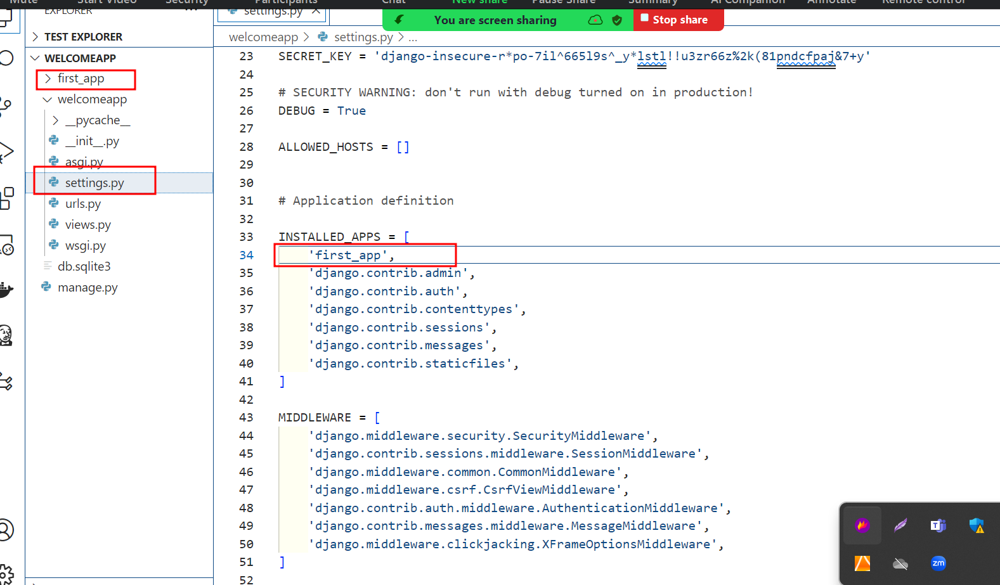 Mute Start Video Security Participants Chat New share Pause Share Summary AI Companion Annotate Remote control
You are screen sharing Stop share
EXPLORER ...
settings.py
TEST EXPLORER
WELCOMEAPP
first_app
welcomeapp
__pycache__
__init__.py
asgi.py
settings.py
urls.py
views.py
wsgi.py
db.sqlite3
manage.py
welcomeapp > settings.py > ...
23 SECRET_KEY = 'django-insecure-r*po-7il^665l9s^_y*lstl!!u3zr66z%2k(81pndcfpaj&7+y'
24
25 # SECURITY WARNING: don't run with debug turned on in production!
26 DEBUG = True
27
28 ALLOWED_HOSTS = []
29
30
31 # Application definition
32
33 INSTALLED_APPS = [
34     'first_app',
35     'django.contrib.admin',
36     'django.contrib.auth',
37     'django.contrib.contenttypes',
38     'django.contrib.sessions',
39     'django.contrib.messages',
40     'django.contrib.staticfiles',
41 ]
42
43 MIDDLEWARE = [
44     'django.middleware.security.SecurityMiddleware',
45     'django.contrib.sessions.middleware.SessionMiddleware',
46     'django.middleware.common.CommonMiddleware',
47     'django.middleware.csrf.CsrfViewMiddleware',
48     'django.contrib.auth.middleware.AuthenticationMiddleware',
49     'django.contrib.messages.middleware.MessageMiddleware',
50     'django.middleware.clickjacking.XFrameOptionsMiddleware',
51 ]
52
T
zm